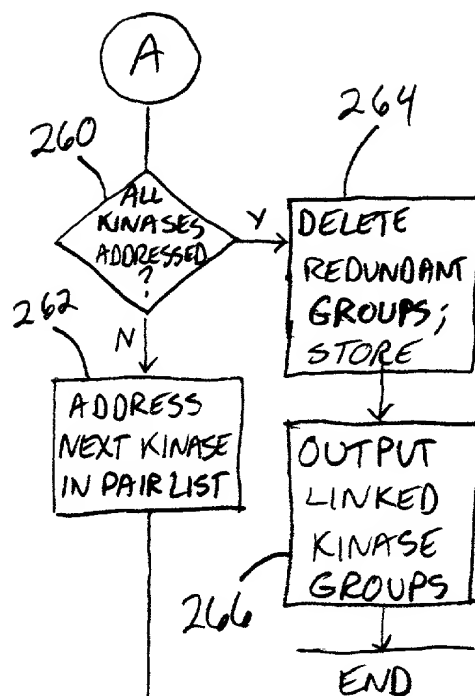 A
260
ALL
KINASES
ADDRESSED
?
Y
N
264
DELETE
REDUNDANT
GROUPS;
STORE
262
ADDRESS
NEXT KINASE
IN PAIR LIST
OUTPUT
LINKED
KINASE
GROUPS
266
END